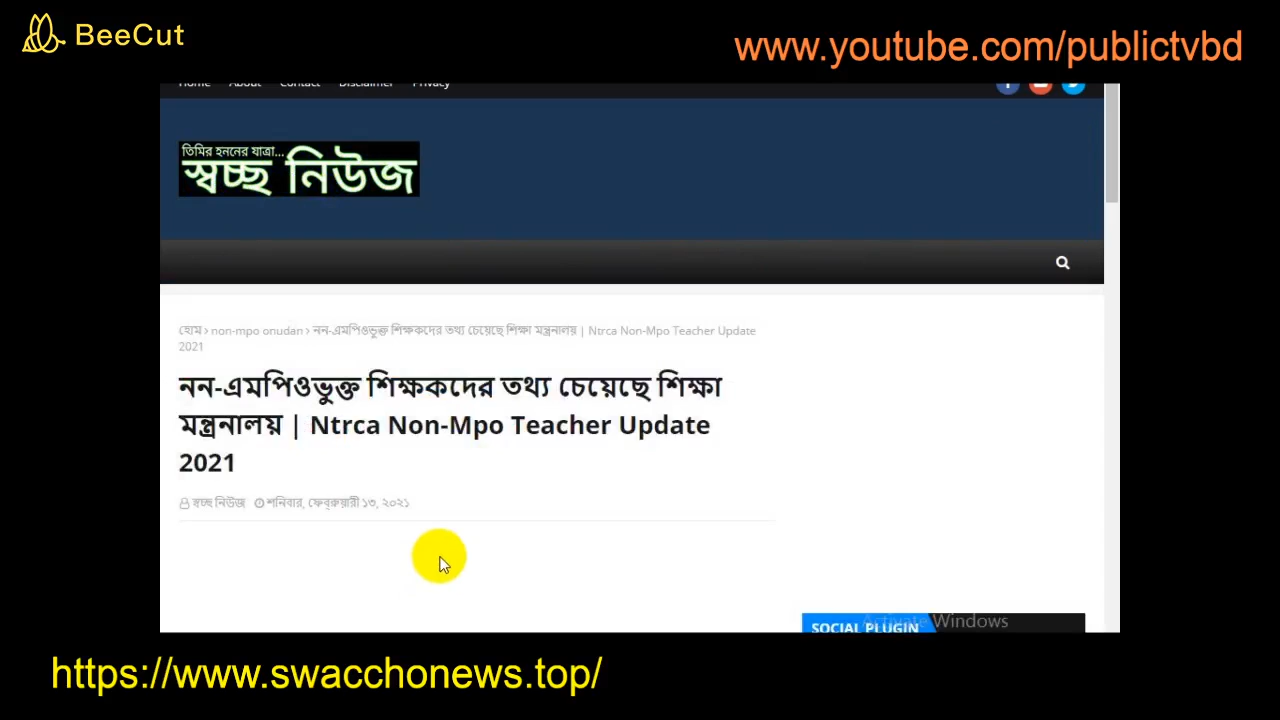 BeeCut
www.youtube.com/publictvbd
Home About Contact Disclaimer Privacy
তিমির হননের যাত্রা...
স্বচ্ছ নিউজ
হোম › non-mpo onudan › নন-এমপিওভুক্ত শিক্ষকদের তথ্য চেয়েছে শিক্ষা মন্ত্রনালয় | Ntrca Non-Mpo Teacher Update
2021
নন-এমপিওভুক্ত শিক্ষকদের তথ্য চেয়েছে শিক্ষা
মন্ত্রনালয় | Ntrca Non-Mpo Teacher Update
2021
স্বচ্ছ নিউজ শনিবার, ফেব্রুয়ারী ১৩, ২০২১
Activate Windows
SOCIAL PLUGIN
https://www.swacchonews.top/